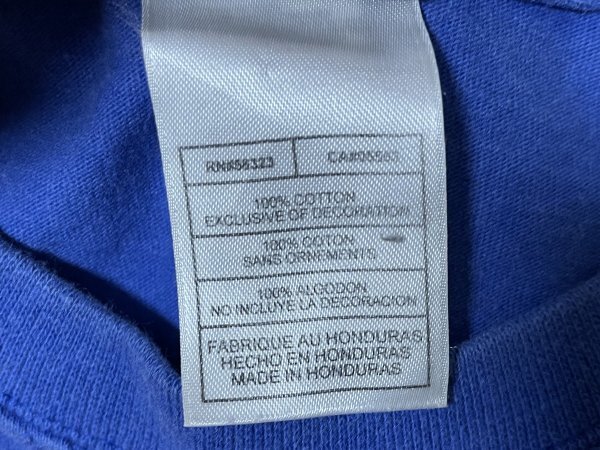 RN#56323 CA#05553
100% COTTON
EXCLUSIVE OF DECORATION
100% COTON
SANS ORNEMENTS
100% ALGODON
NO INCLUYE LA DECORACION
FABRIQUE AU HONDURAS
HECHO EN HONDURAS
MADE IN HONDURAS